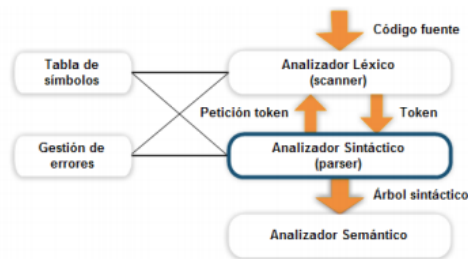 Código fuente
Tabla de
símbolos
Analizador Léxico
(scanner)
Petición token
Token
Gestión de
errores
Analizador Sintáctico
(parser)
Árbol sintáctico
Analizador Semántico